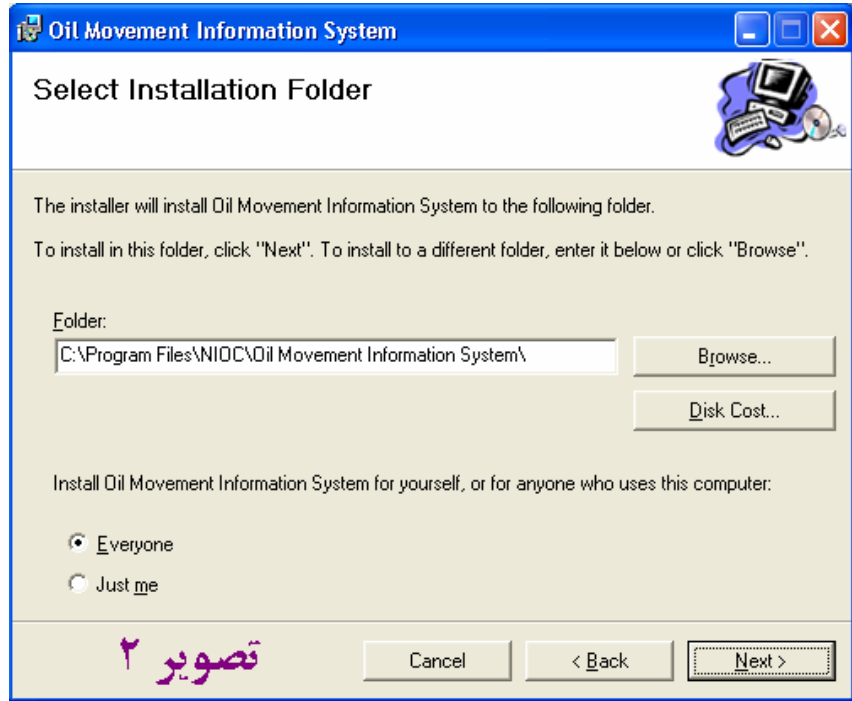 Oil Movement Information System
Select Installation Folder
The installer will install Oil Movement Information System to the following folder.
To install in this folder, click "Next". To install to a different folder, enter it below or click "Browse".
Folder:
C:\Program Files\NIOC\Oil Movement Information System\
Browse...
Disk Cost...
Install Oil Movement Information System for yourself, or for anyone who uses this computer:
Everyone
Just me
تصویر ۲
Cancel
< Back
Next >